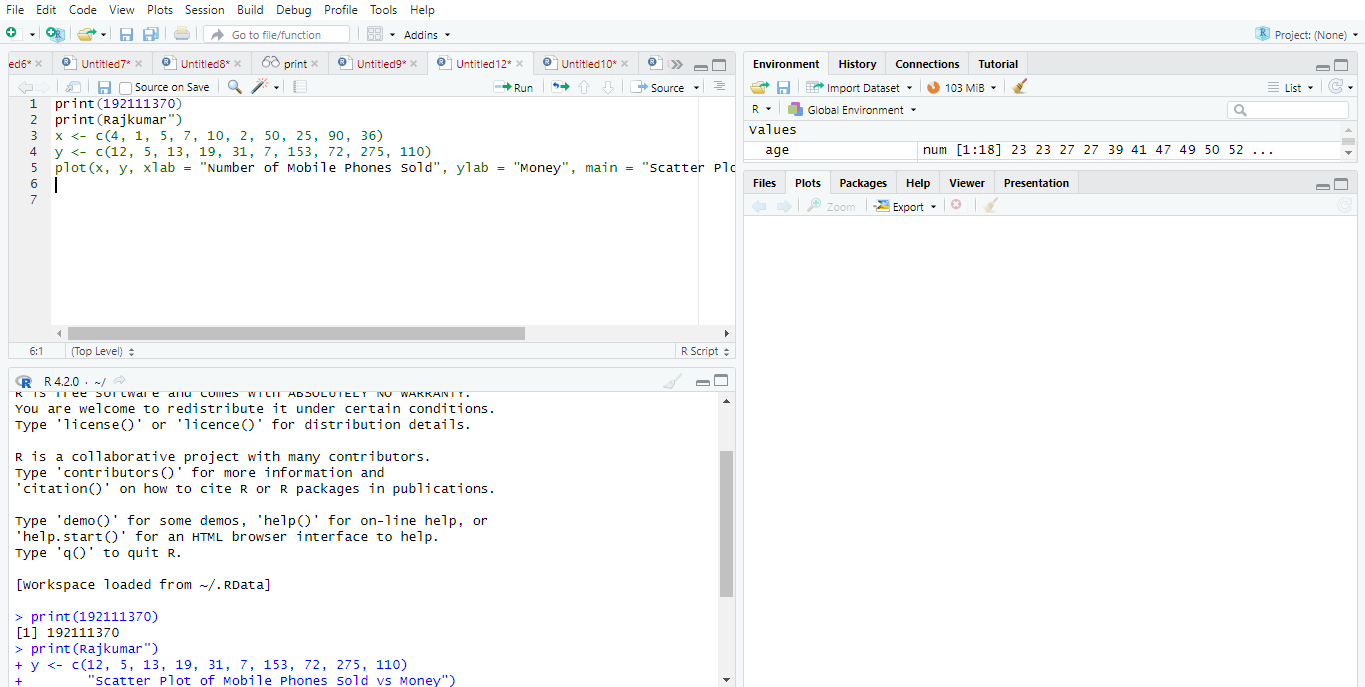 File Edit Code View Plots Session Build Debug Profile Tools Help
Go to file/function Addins Project: (None)
ed6* Untitled7* Untitled8* print Untitled9* Untitled12* Untitled10*
Source on Save Run Source
1 print(192111370)
2 print(Rajkumar")
3 x <- c(4, 1, 5, 7, 10, 2, 50, 25, 90, 36)
4 y <- c(12, 5, 13, 19, 31, 7, 153, 72, 275, 110)
5 plot(x, y, xlab = "Number of Mobile Phones Sold", ylab = "Money", main = "Scatter Plo
6
7
6:1 (Top Level) R Script
R 4.2.0 · ~/
R is free software and comes with ABSOLUTELY NO WARRANTY.
You are welcome to redistribute it under certain conditions.
Type 'license()' or 'licence()' for distribution details.
R is a collaborative project with many contributors.
Type 'contributors()' for more information and
'citation()' on how to cite R or R packages in publications.
Type 'demo()' for some demos, 'help()' for on-line help, or
'help.start()' for an HTML browser interface to help.
Type 'q()' to quit R.
[Workspace loaded from ~/.RData]
> print(192111370)
[1] 192111370
> print(Rajkumar")
+ y <- c(12, 5, 13, 19, 31, 7, 153, 72, 275, 110)
+ "Scatter Plot of Mobile Phones Sold vs Money")
Environment History Connections Tutorial
Import Dataset 103 MiB List
R Global Environment
Values
age num [1:18] 23 23 27 27 39 41 47 49 50 52 ...
Files Plots Packages Help Viewer Presentation
Zoom Export